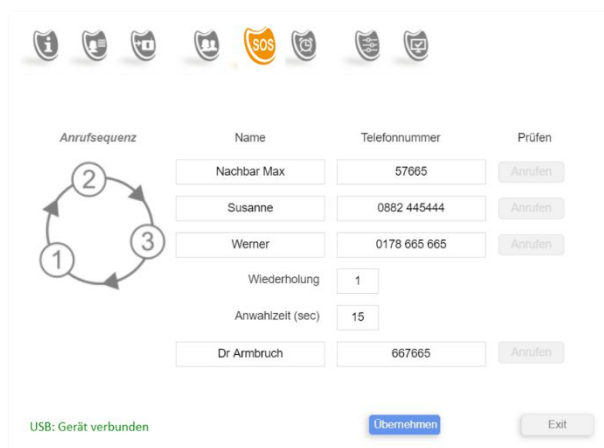 SOS
Anrufsequenz Name Telefonnummer Prüfen
2
3
1
Nachbar Max 57665 Anrufen
Susanne 0882 445444 Anrufen
Werner 0178 665 665 Anrufen
Wiederholung 1
Anwahlzeit (sec) 15
Dr Armbruch 667665 Anrufen
USB: Gerät verbunden Übernehmen Exit